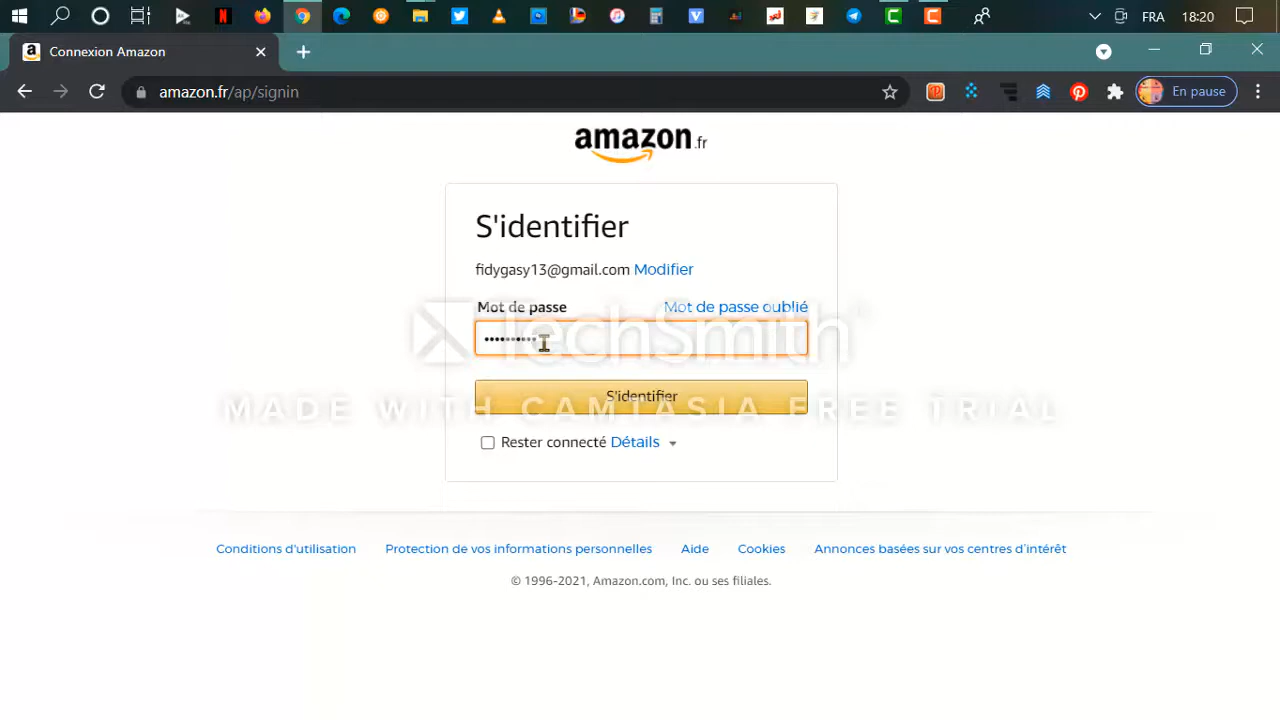 FRA 18:20
Connexion Amazon
amazon.fr/ap/signin
En pause
amazon.fr
S'identifier
fidygasy13@gmail.com Modifier
Mot de passe Mot de passe oublié
••••••••••
TechSmith
S'identifier
MADE WITH CAMTASIA FREE TRIAL
Rester connecté Détails
Conditions d'utilisation Protection de vos informations personnelles Aide Cookies Annonces basées sur vos centres d'intérêt
© 1996-2021, Amazon.com, Inc. ou ses filiales.